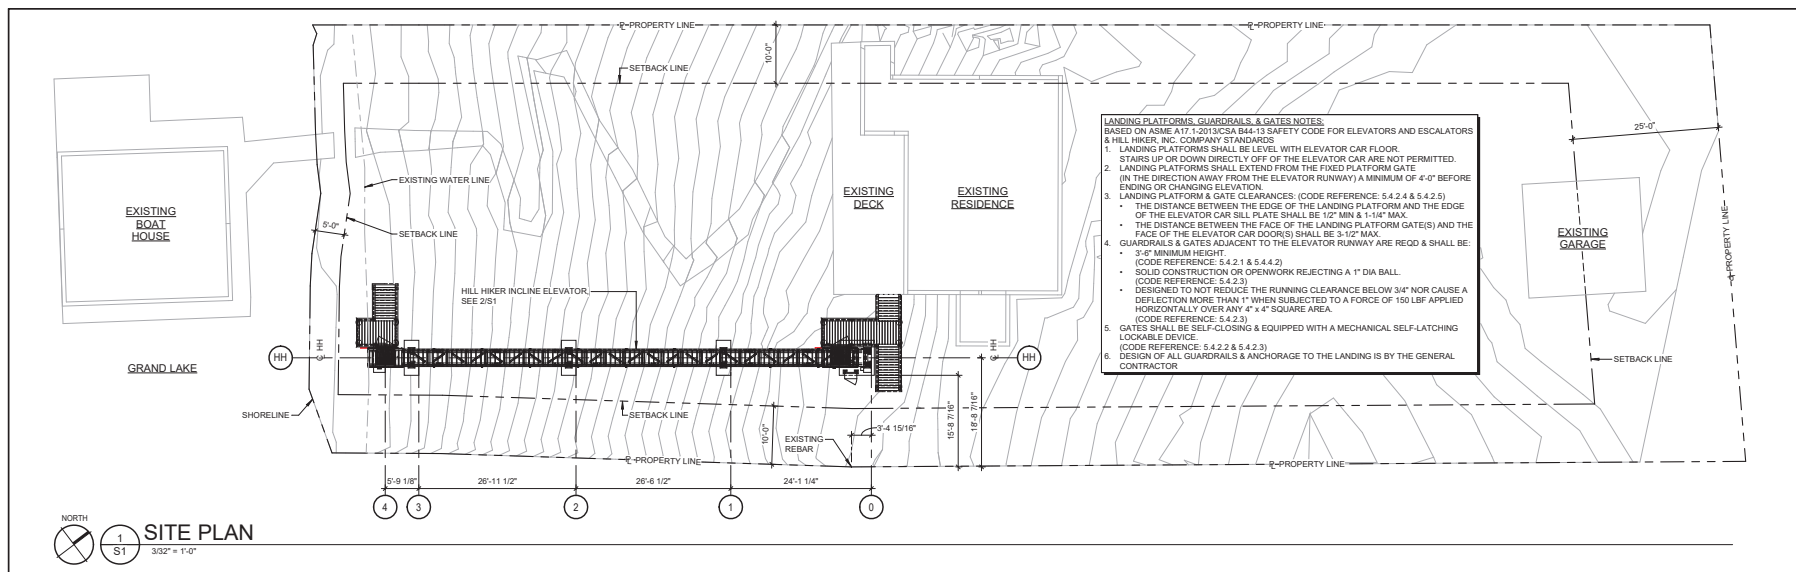 ℄ PROPERTY LINE
℄ PROPERTY LINE
10'-0"
SETBACK LINE
25'-0"
EXISTING WATER LINE
EXISTING
BOAT
HOUSE
5'-0"
SETBACK LINE
EXISTING
DECK
EXISTING
RESIDENCE
LANDING PLATFORMS, GUARDRAILS, & GATES NOTES:
BASED ON ASME A17.1-2013/CSA B44-13 SAFETY CODE FOR ELEVATORS AND ESCALATORS
& HILL HIKER, INC. COMPANY STANDARDS
1. LANDING PLATFORMS SHALL BE LEVEL WITH ELEVATOR CAR FLOOR.
STAIRS UP OR DOWN DIRECTLY OFF OF THE ELEVATOR CAR ARE NOT PERMITTED.
2. LANDING PLATFORMS SHALL EXTEND FROM THE FIXED PLATFORM GATE
(IN THE DIRECTION AWAY FROM THE ELEVATOR RUNWAY) A MINIMUM OF 4'-0" BEFORE
ENDING OR CHANGING ELEVATION.
3. LANDING PLATFORM & GATE CLEARANCES: (CODE REFERENCE: 5.4.2.4 & 5.4.2.5)
• THE DISTANCE BETWEEN THE EDGE OF THE LANDING PLATFORM AND THE EDGE
OF THE ELEVATOR CAR SILL PLATE SHALL BE 1/2" MIN & 1-1/4" MAX.
• THE DISTANCE BETWEEN THE FACE OF THE LANDING PLATFORM GATE(S) AND THE
FACE OF THE ELEVATOR CAR DOOR(S) SHALL BE 3-1/2" MAX.
4. GUARDRAILS & GATES ADJACENT TO THE ELEVATOR RUNWAY ARE REQD & SHALL BE:
• 3'-6" MINIMUM HEIGHT.
(CODE REFERENCE: 5.4.2.1 & 5.4.4.2)
• SOLID CONSTRUCTION OR OPENWORK REJECTING A 1" DIA BALL.
(CODE REFERENCE: 5.4.2.3)
• DESIGNED TO NOT REDUCE THE RUNNING CLEARANCE BELOW 3/4" NOR CAUSE A
DEFLECTION MORE THAN 1" WHEN SUBJECTED TO A FORCE OF 150 LBF APPLIED
HORIZONTALLY OVER ANY 4" x 4" SQUARE AREA.
(CODE REFERENCE: 5.4.2.3)
5. GATES SHALL BE SELF-CLOSING & EQUIPPED WITH A MECHANICAL SELF-LATCHING
LOCKABLE DEVICE.
(CODE REFERENCE: 5.4.2.2 & 5.4.2.3)
6. DESIGN OF ALL GUARDRAILS & ANCHORAGE TO THE LANDING IS BY THE GENERAL
CONTRACTOR
EXISTING
GARAGE
℄ PROPERTY LINE
HILL HIKER INCLINE ELEVATOR,
SEE 2/S1
HH
℄ HH
℄ HH
HH
GRAND LAKE
SETBACK LINE
SHORELINE
SETBACK LINE
10'-0"
EXISTING
REBAR
3'-4 15/16"
15'-8 7/16"
18'-8 7/16"
℄ PROPERTY LINE
℄ PROPERTY LINE
5'-9 1/8"
26'-11 1/2"
26'-6 1/2"
24'-1 1/4"
4
3
2
1
0
NORTH
1
S1
SITE PLAN
3/32" = 1'-0"